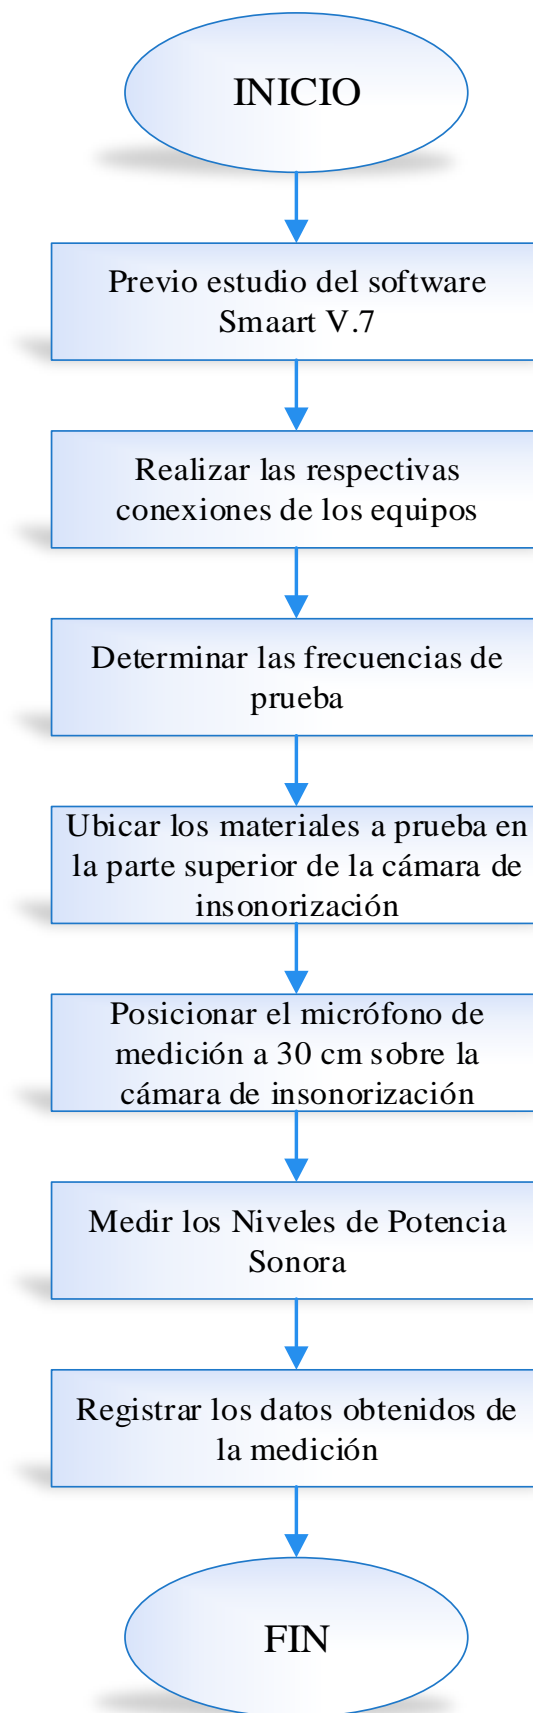 INICIO
Previo estudio del software
Smaart V.7
Realizar las respectivas
conexiones de los equipos
Determinar las frecuencias de
prueba
Ubicar los materiales a prueba en
la parte superior de la cámara de
insonorización
Posicionar el micrófono de
medición a 30 cm sobre la
cámara de insonorización
Medir los Niveles de Potencia
Sonora
Registrar los datos obtenidos de
la medición
FIN